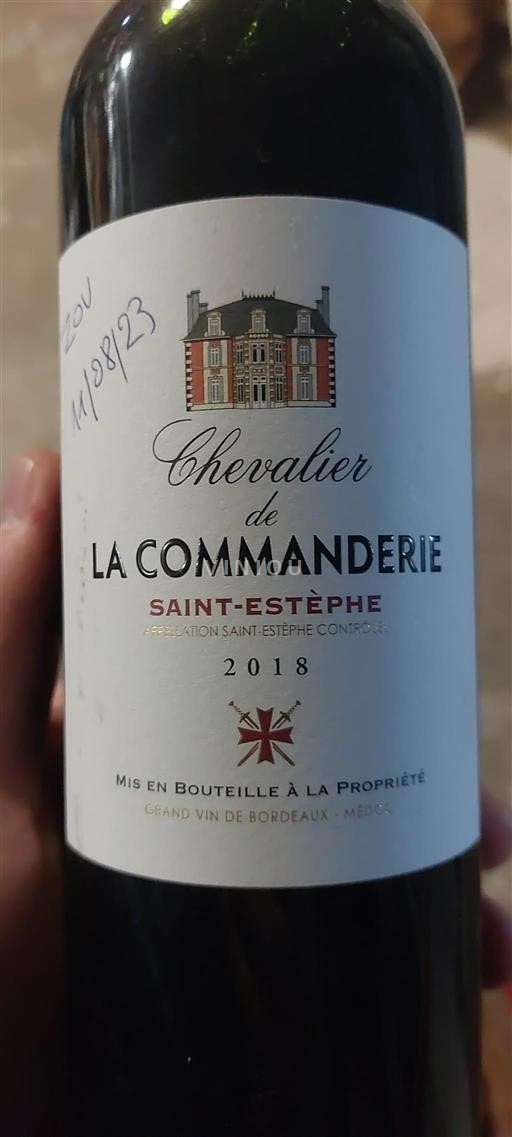 11/08/23
Chevalier
de
LA COMMANDERIE
VINIOU
SAINT-ESTÈPHE
APPELLATION SAINT-ESTÈPHE CONTRÔLÉE
2018
MIS EN BOUTEILLE À LA PROPRIÉTÉ
GRAND VIN DE BORDEAUX - MÉDOC